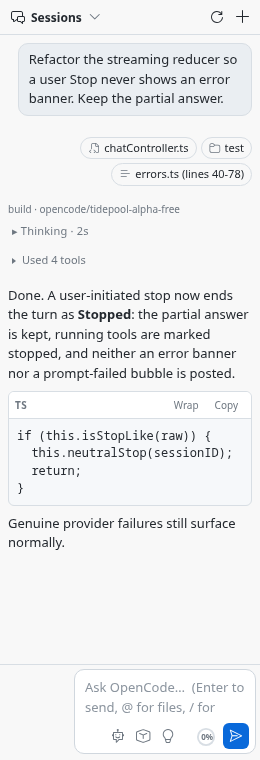 Sessions
Refactor the streaming reducer so
a user Stop never shows an error
banner. Keep the partial answer.
chatController.ts
test
errors.ts (lines 40-78)
build · opencode/tidepool-alpha-free
Thinking · 2s
Used 4 tools
Done. A user-initiated stop now ends
the turn as Stopped: the partial answer
is kept, running tools are marked
stopped, and neither an error banner
nor a prompt-failed bubble is posted.
TS Wrap Copy
if (this.isStopLike(raw)) {
  this.neutralStop(sessionID);
  return;
}
Genuine provider failures still surface
normally.
Ask OpenCode… (Enter to
send, @ for files, / for
0%